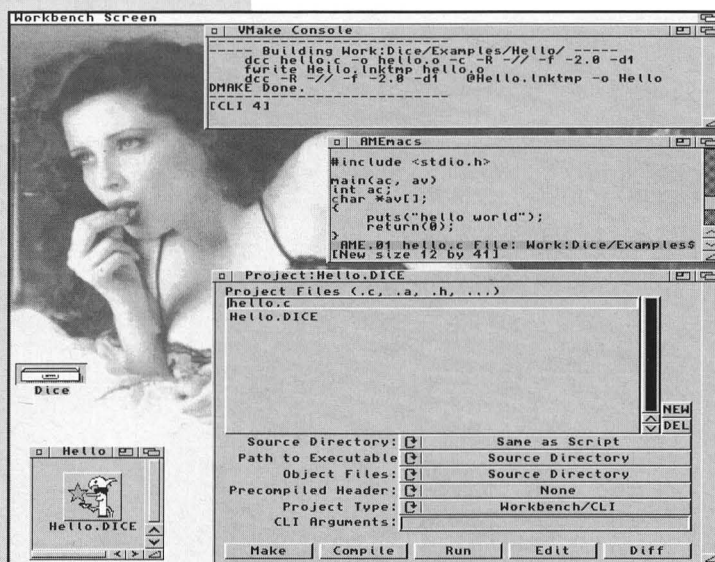 Workbench Screen
VMake Console
------------------------------
----- Building Work:Dice/Examples/Hello/ -----
dcc hello.c -o hello.o -c -R -// -f -2.0 -d1
fwrite Hello.lnktmp hello.o
dcc -R -// -f -2.0 -d1 @Hello.lnktmp -o Hello
DMAKE Done.
------------------------------
[CLI 4]
AMEmacs
#include <stdio.h>
main(ac, av)
int ac;
char *av[];
{
puts("hello world");
return(0);
}
AME.01 hello.c File: Work:Dice/Examples$
[New size 12 by 41]
Project:Hello.DICE
Project Files (.c, .a, .h, ...)
hello.c
Hello.DICE
NEW
DEL
Source Directory: Same as Script
Path to Executable Source Directory
Object Files: Source Directory
Precompiled Header: None
Project Type: Workbench/CLI
CLI Arguments:
Make Compile Run Edit Diff
Dice
Hello
Hello.DICE